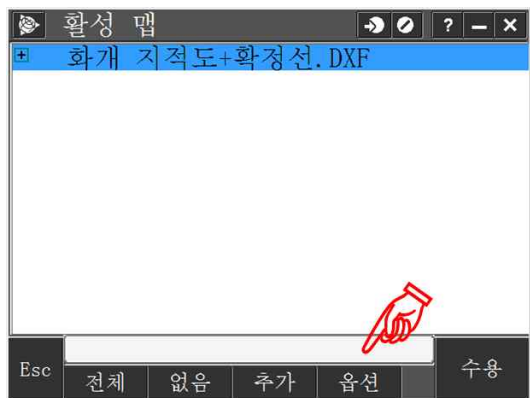 활성 맵 ? – ×
+ 화개 지적도+확정선.DXF
Esc 전체 없음 추가 옵션 수용